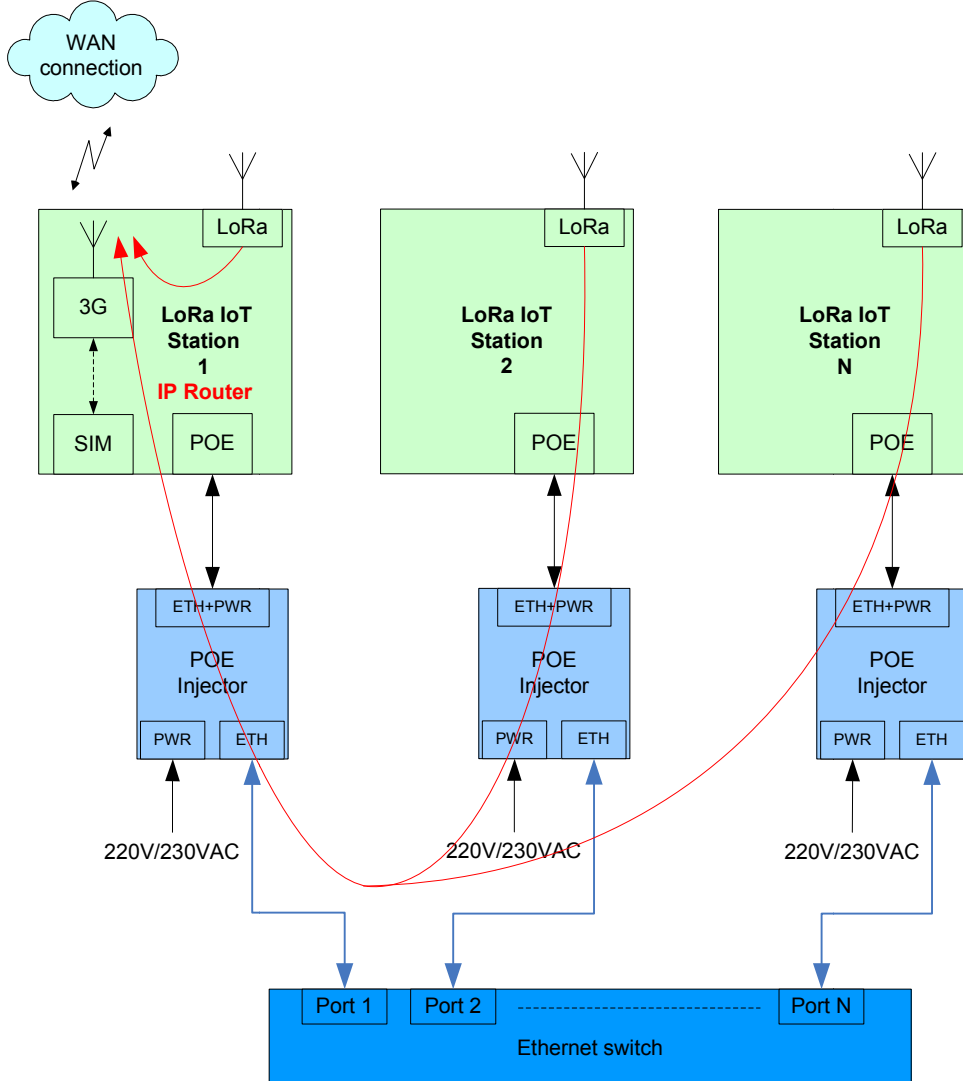 WAN
connection
LoRa
LoRa
LoRa
3G
LoRa IoT
Station
1
IP Router
LoRa IoT
Station
2
LoRa IoT
Station
N
SIM
POE
POE
POE
ETH+PWR
ETH+PWR
ETH+PWR
POE
Injector
POE
Injector
POE
Injector
PWR
ETH
PWR
ETH
PWR
ETH
220V/230VAC
220V/230VAC
220V/230VAC
Port 1
Port 2
Port N
Ethernet switch